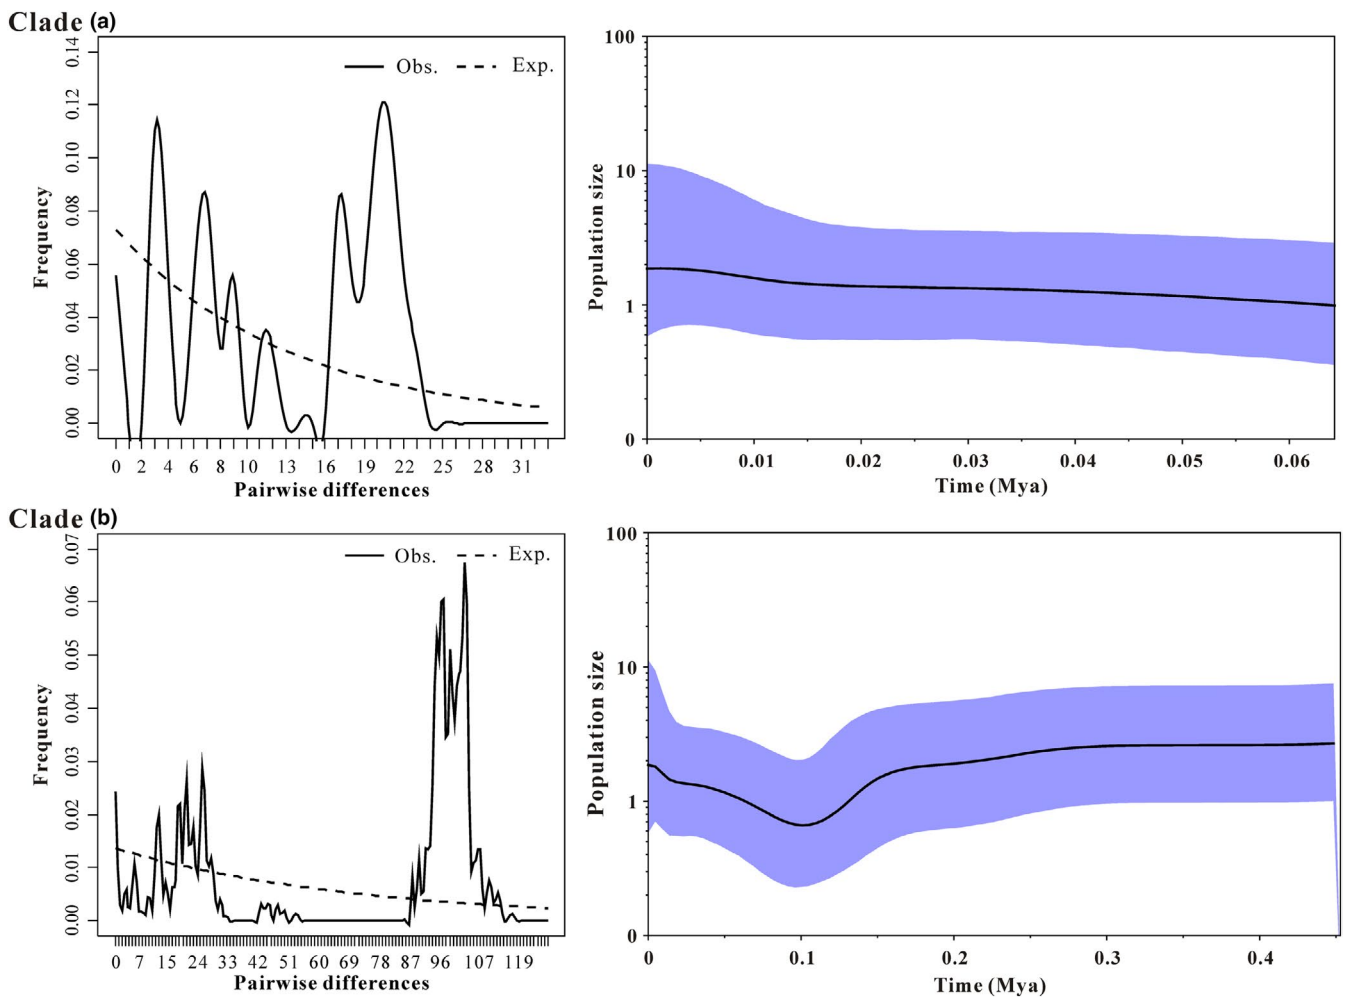 Clade (a)
Obs. Exp.
0.14
0.12
0.10
0.08
0.06
0.04
0.02
0.00
Frequency
0 2 4 6 8 10 13 16 19 22 25 28 31
Pairwise differences
100
10
1
0
Population size
0 0.01 0.02 0.03 0.04 0.05 0.06
Time (Mya)
Clade (b)
Obs. Exp.
0.07
0.06
0.05
0.04
0.03
0.02
0.01
0.00
Frequency
0 7 15 24 33 42 51 60 69 78 87 96 107 119
Pairwise differences
100
10
1
0
Population size
0 0.1 0.2 0.3 0.4
Time (Mya)